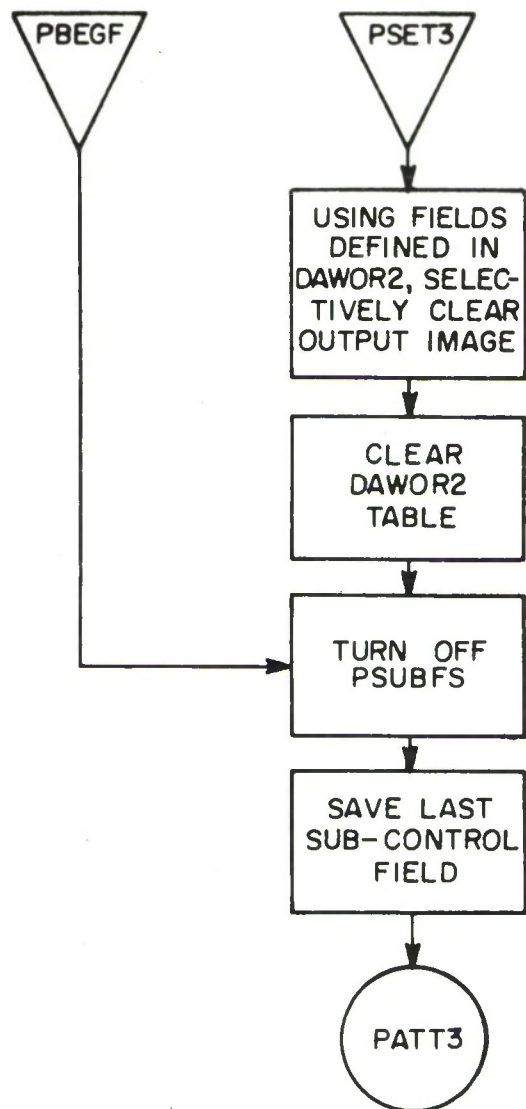 PBEGF
PSET3
USING FIELDS
DEFINED IN
DAWOR2, SELEC-
TIVELY CLEAR
OUTPUT IMAGE
CLEAR
DAWOR2
TABLE
TURN OFF
PSUBFS
SAVE LAST
SUB-CONTROL
FIELD
PATT3